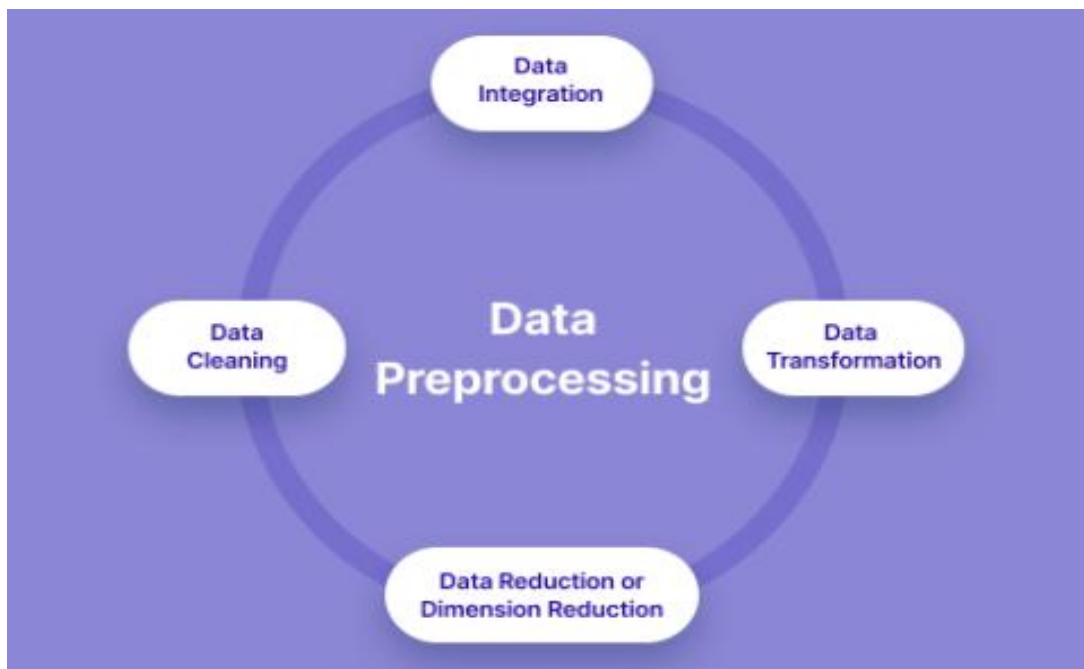 Data
Integration
Data
Cleaning
Data
Preprocessing
Data
Transformation
Data Reduction or
Dimension Reduction